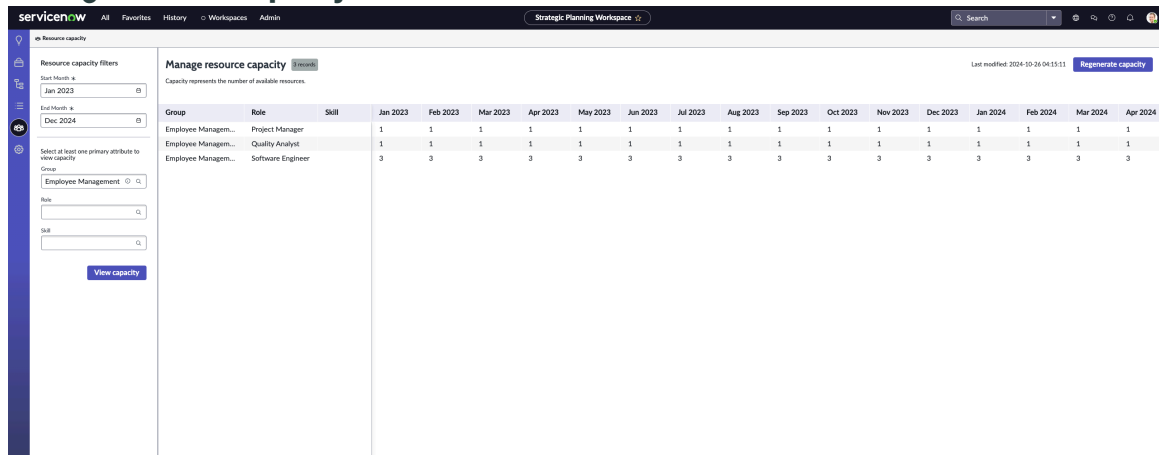 servicenow All Favorites History Workspaces Admin Strategic Planning Workspace Search
Resource capacity
Resource capacity filters
Start Month
Jan 2023
End Month
Dec 2024
Select at least one primary attribute to
view capacity
Group
Employee Management
Role
Skill
View capacity
Manage resource capacity 3 records
Capacity represents the number of available resources.
Last modified: 2024-10-26 04:15:11 Regenerate capacity
Group Role Skill Jan 2023 Feb 2023 Mar 2023 Apr 2023 May 2023 Jun 2023 Jul 2023 Aug 2023 Sep 2023 Oct 2023 Nov 2023 Dec 2023 Jan 2024 Feb 2024 Mar 2024 Apr 2024
Employee Managem... Project Manager 1 1 1 1 1 1 1 1 1 1 1 1 1 1 1 1
Employee Managem... Quality Analyst 1 1 1 1 1 1 1 1 1 1 1 1 1 1 1 1
Employee Managem... Software Engineer 3 3 3 3 3 3 3 3 3 3 3 3 3 3 3 3